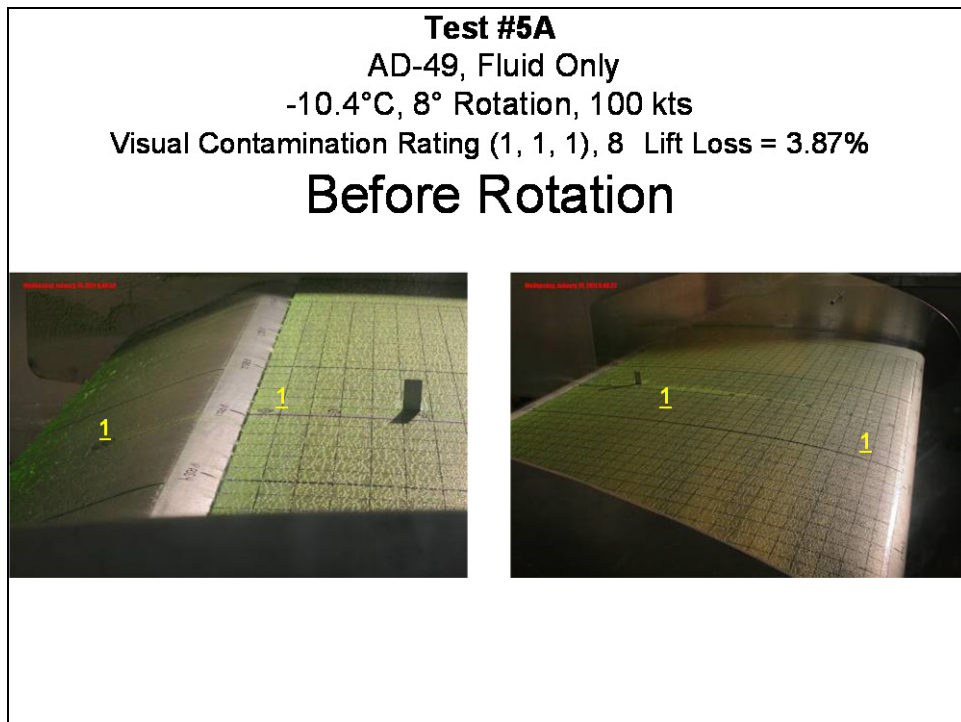 Test #5A
AD-49, Fluid Only
-10.4°C, 8° Rotation, 100 kts
Visual Contamination Rating (1, 1, 1), 8 Lift Loss = 3.87%
Before Rotation
1
1
1
1